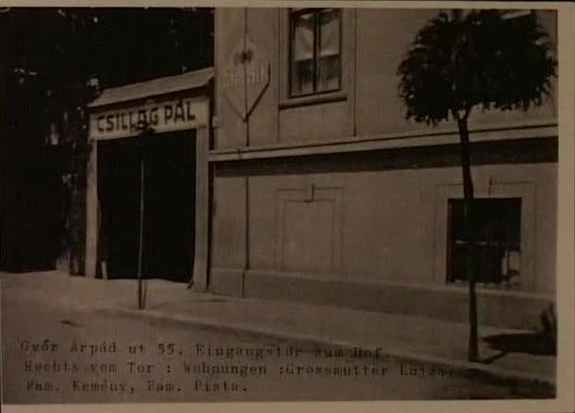 CSILLAG PÁL
Győr Árpád ut 55. Eingangstür zum Hof.
Rechts vom Tor : Wohnungen :Grossmutter Luiza,
Fam. Kemény, Fam. Pista.